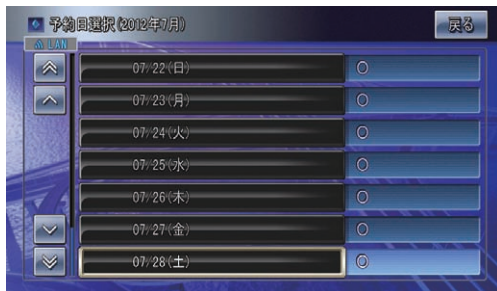 予約日選択(2012年7月)
戻る
LAN
07/22(日) ○
07/23(月) ○
07/24(火) ○
07/25(水) ○
07/26(木) ○
07/27(金) ○
07/28(土) ○